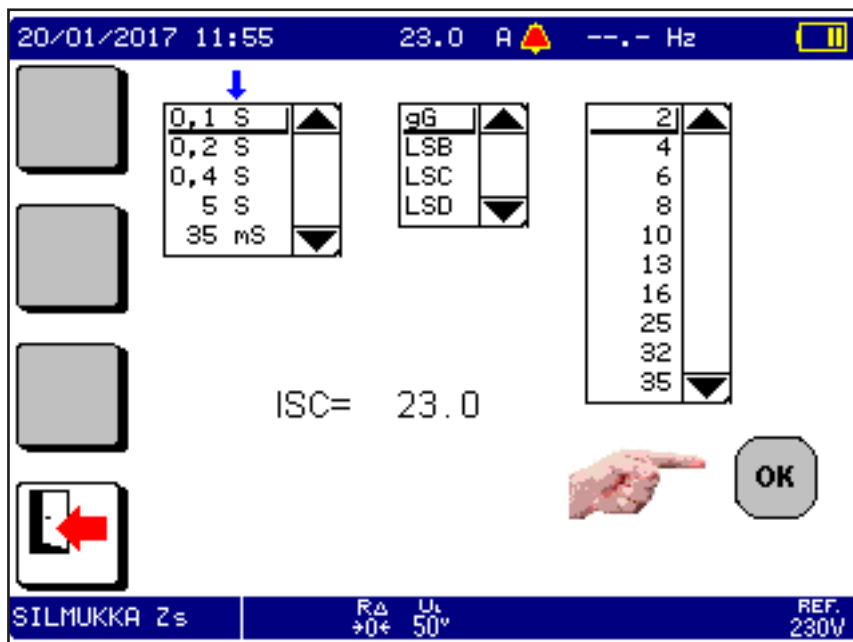 20/01/2017 11:55 23.0 A --.- Hz
0,1 S
0,2 S
0,4 S
5 S
35 mS
gG
LSB
LSC
LSD
2
4
6
8
10
13
16
25
32
35
ISC= 23.0
OK
SILMUKKA Zs
RΔ
→0←
UL
50V
REF.
230V